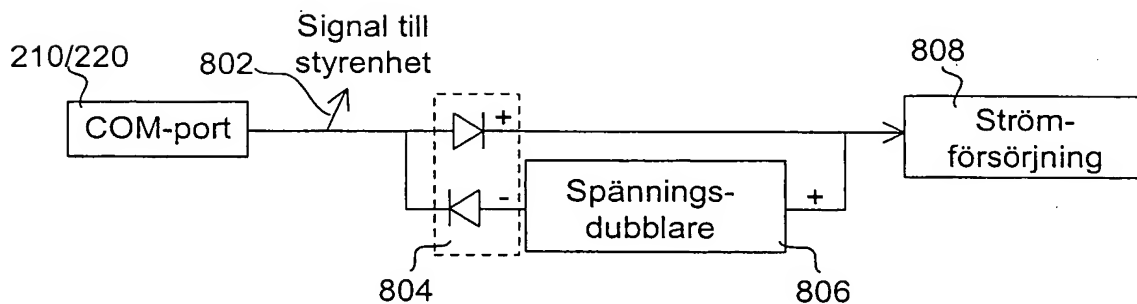 Signal till
styrenhet
210/220
802
808
COM-port
+
Ström-
försörjning
-
Spännings-
dubblare
+
804
806